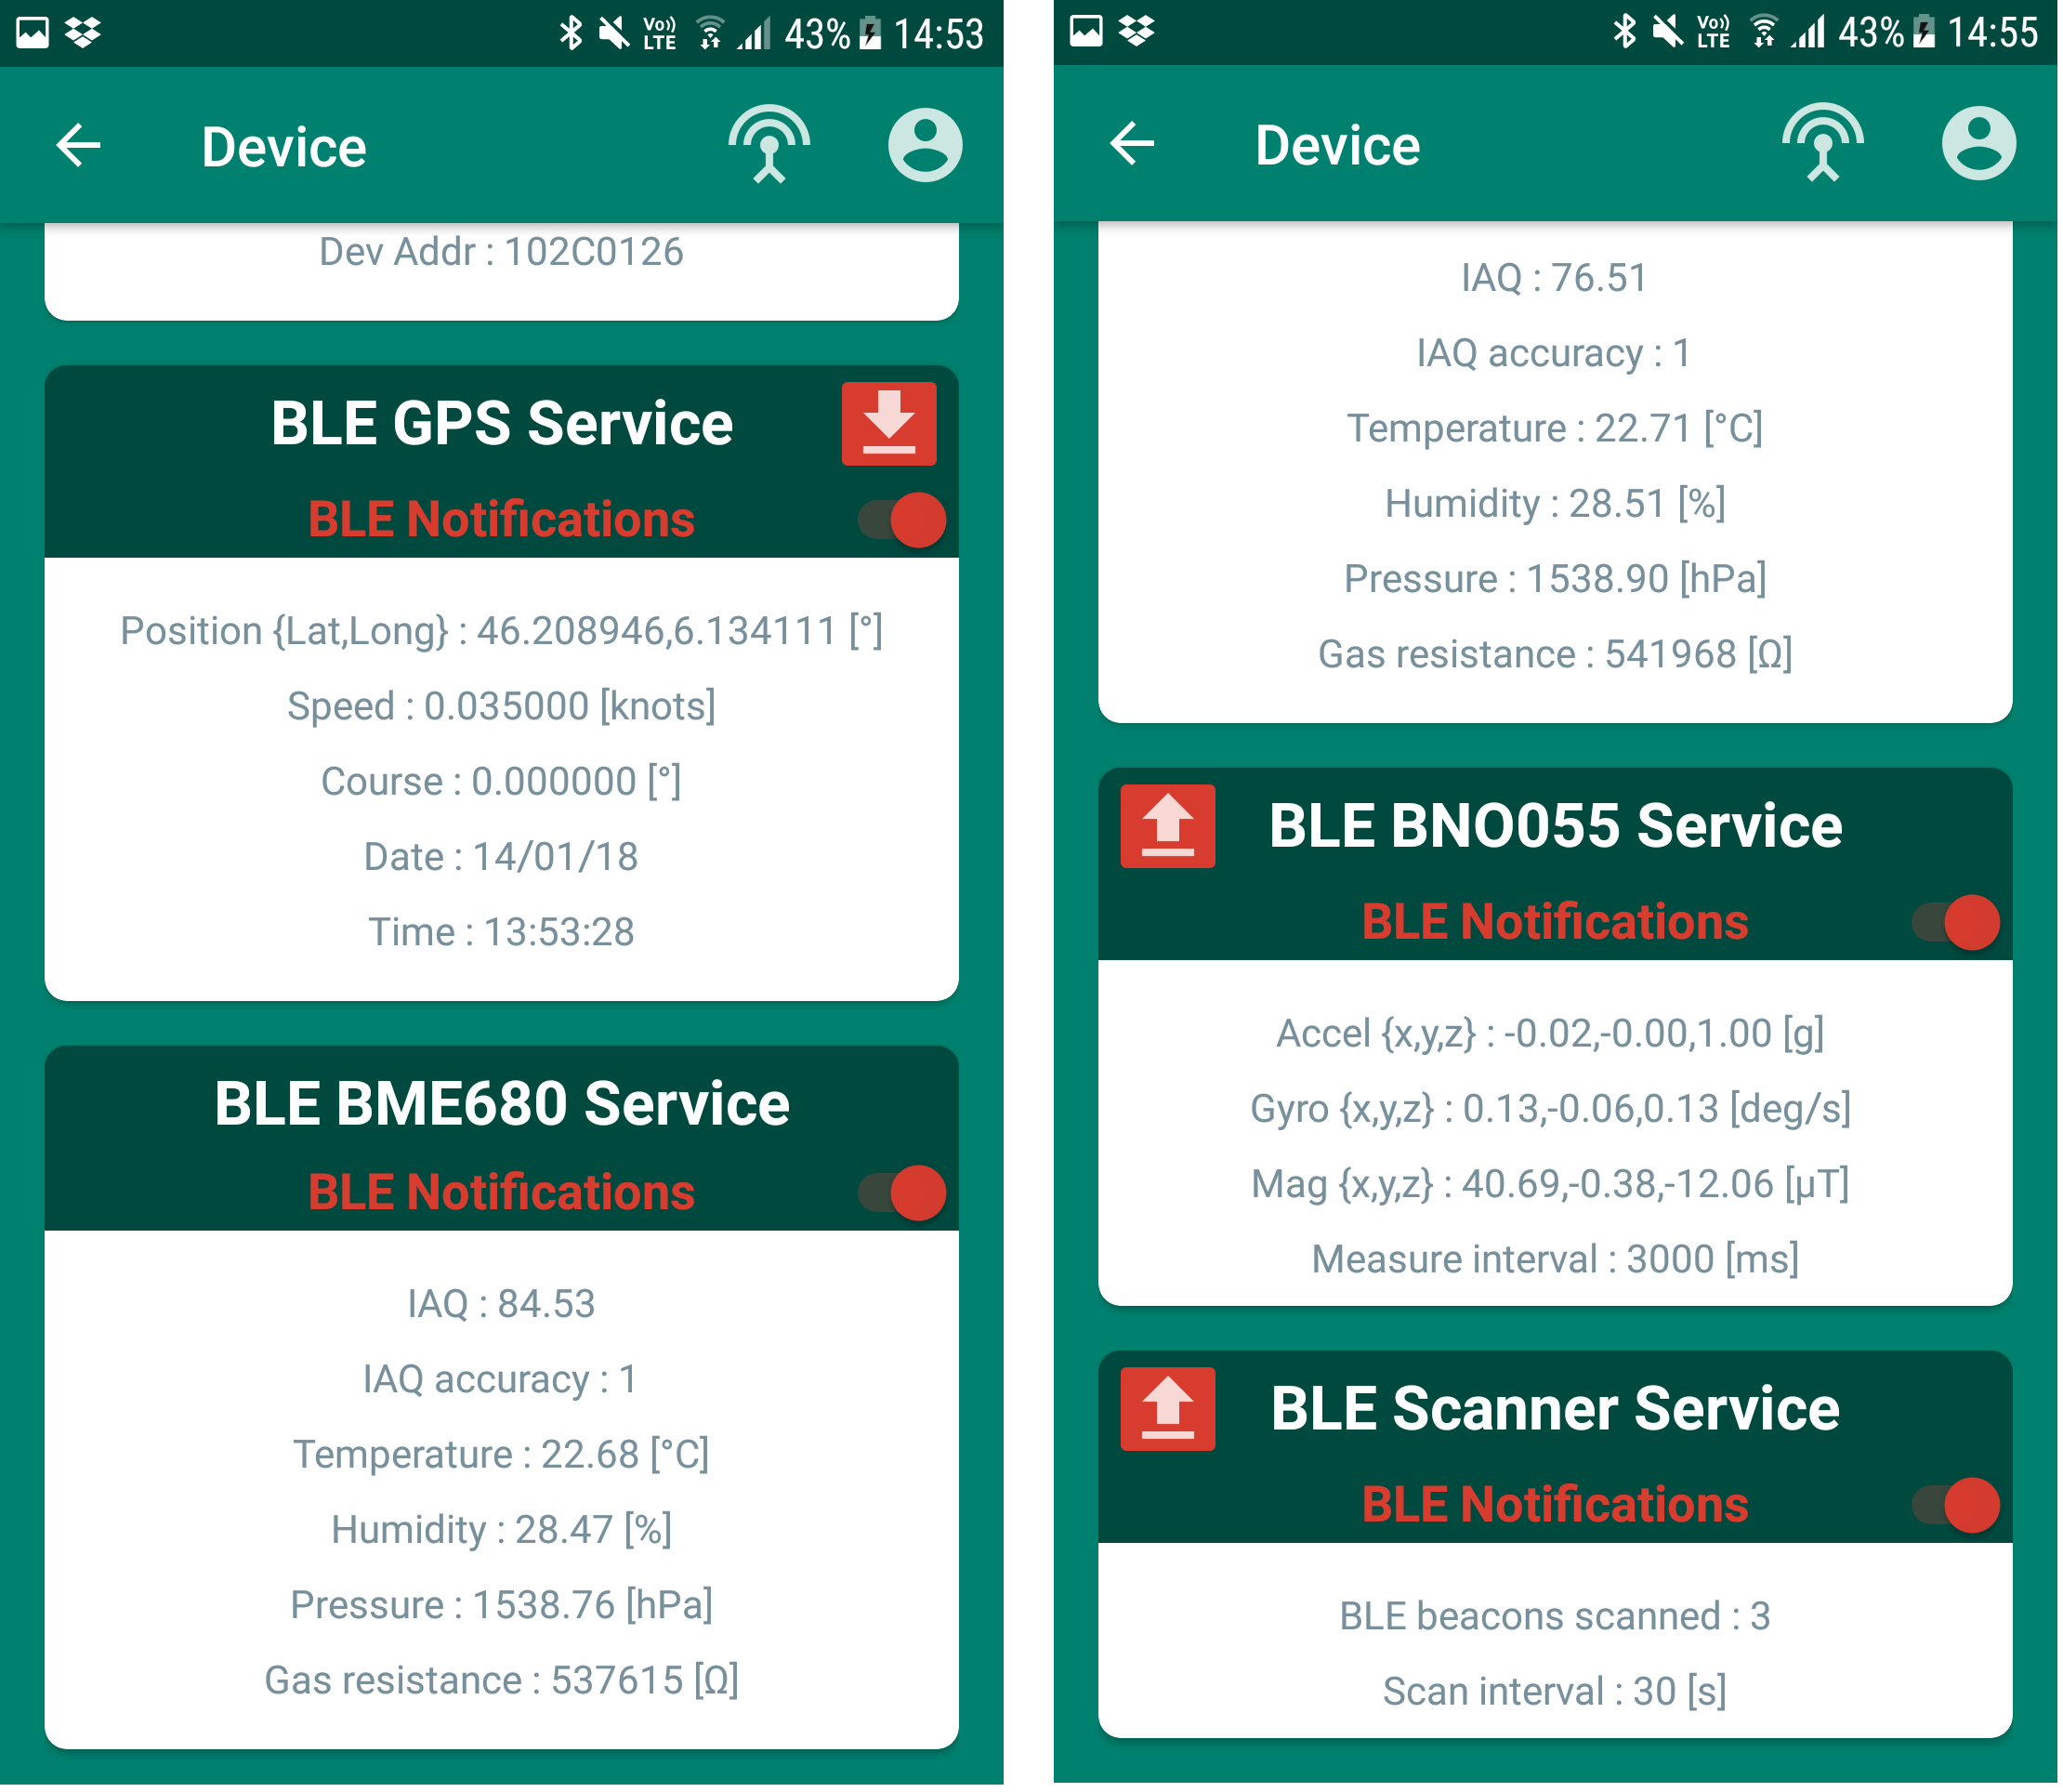 Vo)) LTE 43% 14:53
Device
Dev Addr : 102C0126
BLE GPS Service
BLE Notifications
Position {Lat,Long} : 46.208946,6.134111 [°]
Speed : 0.035000 [knots]
Course : 0.000000 [°]
Date : 14/01/18
Time : 13:53:28
BLE BME680 Service
BLE Notifications
IAQ : 84.53
IAQ accuracy : 1
Temperature : 22.68 [°C]
Humidity : 28.47 [%]
Pressure : 1538.76 [hPa]
Gas resistance : 537615 [Ω]
Vo)) LTE 43% 14:55
Device
IAQ : 76.51
IAQ accuracy : 1
Temperature : 22.71 [°C]
Humidity : 28.51 [%]
Pressure : 1538.90 [hPa]
Gas resistance : 541968 [Ω]
BLE BNO055 Service
BLE Notifications
Accel {x,y,z} : -0.02,-0.00,1.00 [g]
Gyro {x,y,z} : 0.13,-0.06,0.13 [deg/s]
Mag {x,y,z} : 40.69,-0.38,-12.06 [µT]
Measure interval : 3000 [ms]
BLE Scanner Service
BLE Notifications
BLE beacons scanned : 3
Scan interval : 30 [s]